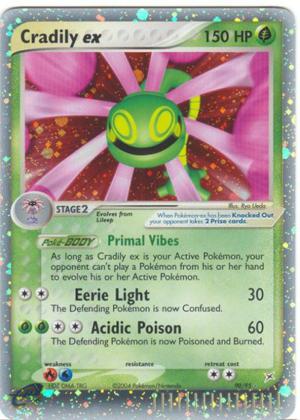 Cradily ex 150 HP
Illus. Ryo Ueda
STAGE 2
Evolves from
Lileep
When Pokémon-ex has been Knocked Out
your opponent takes 2 Prize cards.
Poké-BODY Primal Vibes
As long as Cradily ex is your Active Pokémon, your
opponent can't play a Pokémon from his or her hand
to evolve his or her Active Pokémon.
Eerie Light 30
The Defending Pokémon is now Confused.
Acidic Poison 60
The Defending Pokémon is now Poisoned and Burned.
weakness resistance retreat cost
©2004 Pokémon/Nintendo
90/95